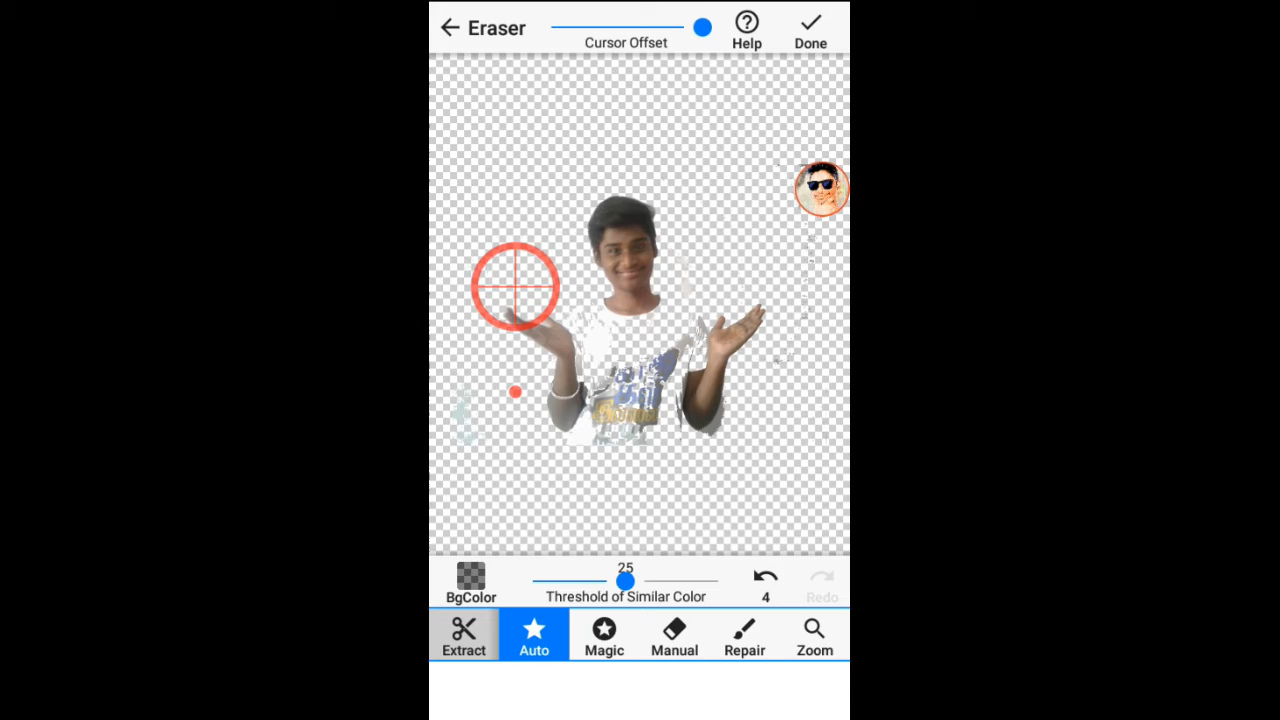 Eraser
Cursor Offset
Help
Done
25
BgColor
Threshold of Similar Color
4
Redo
Extract
Auto
Magic
Manual
Repair
Zoom